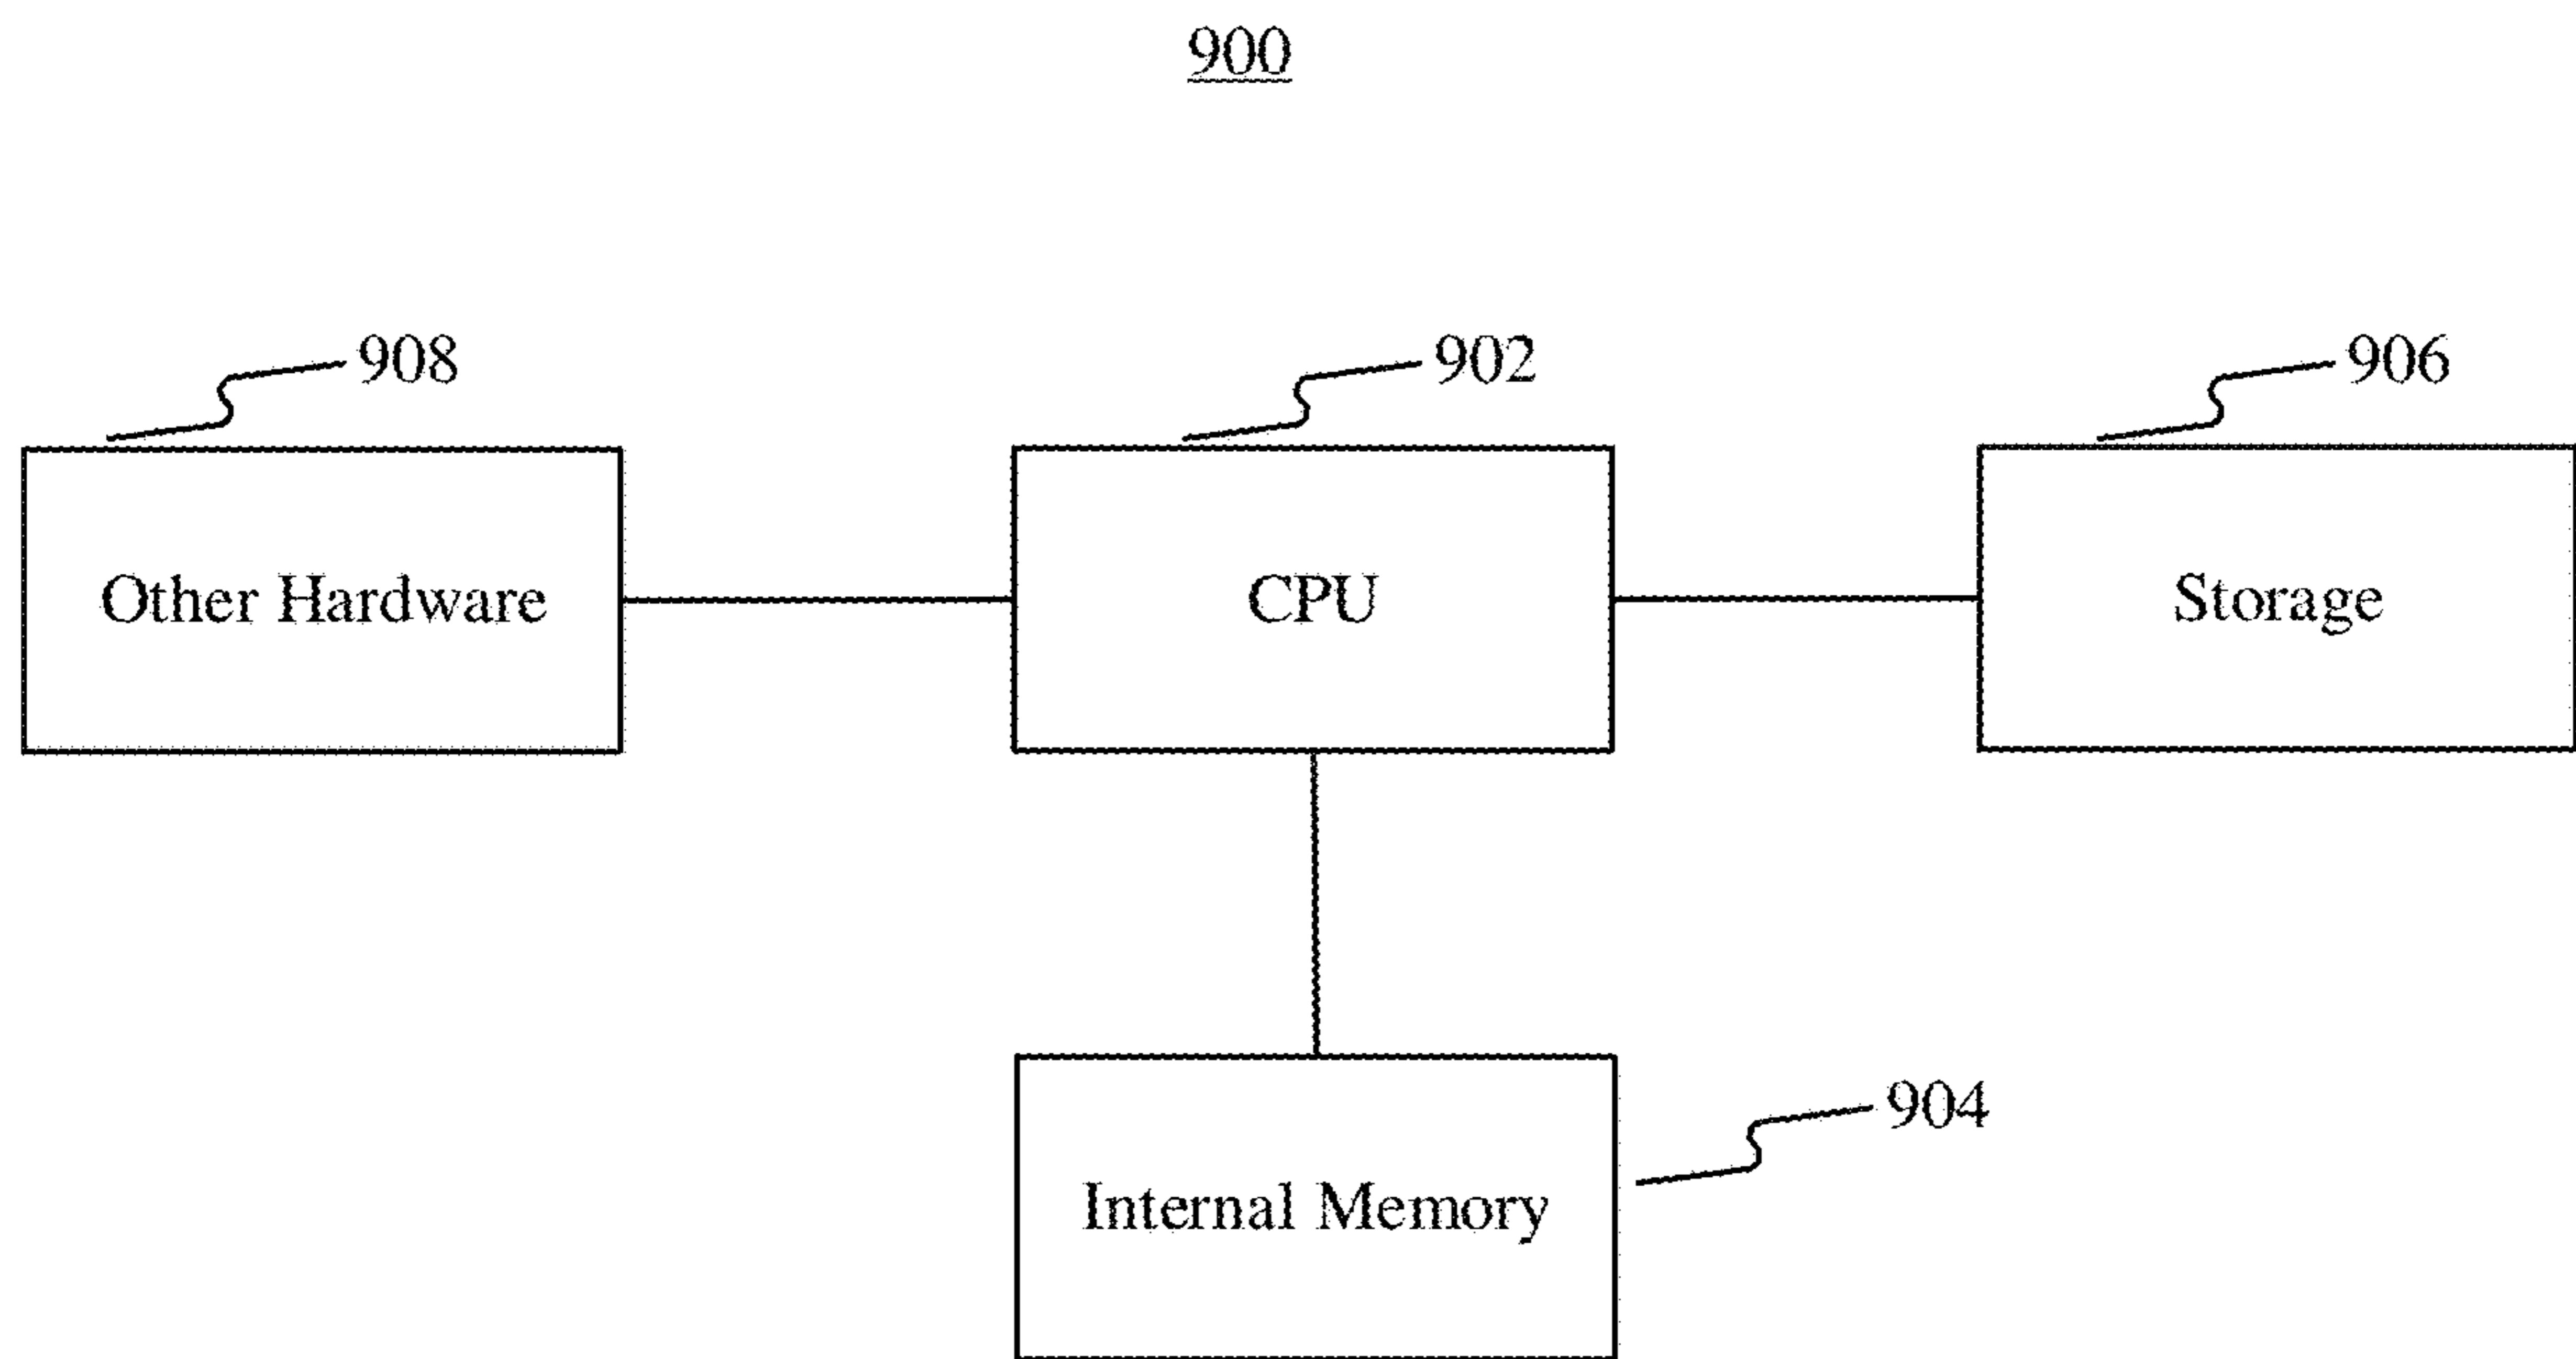 900
908
902
906
Other Hardware
CPU
Storage
904
Internal Memory